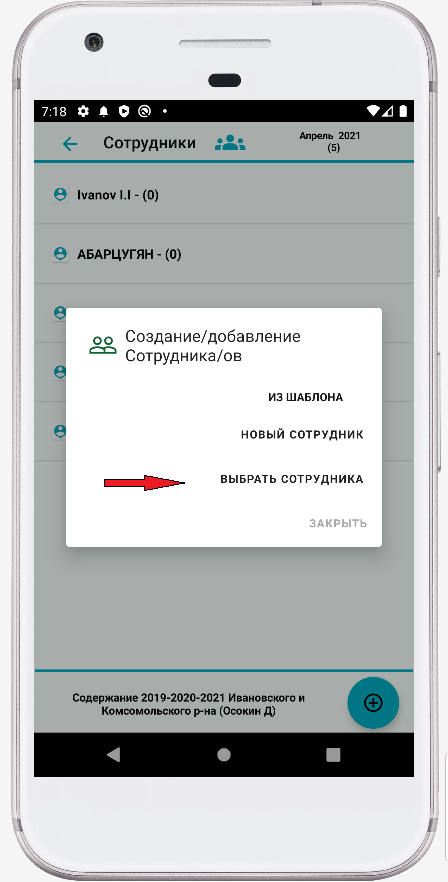 7:18
Сотрудники
Апрель 2021
(5)
Ivanov I.I - (0)
АБАРЦУГЯН - (0)
Создание/добавление
Сотрудника/ов
ИЗ ШАБЛОНА
НОВЫЙ СОТРУДНИК
ВЫБРАТЬ СОТРУДНИКА
ЗАКРЫТЬ
Содержание 2019-2020-2021 Ивановского и
Комсомольского р-на (Осокин Д)